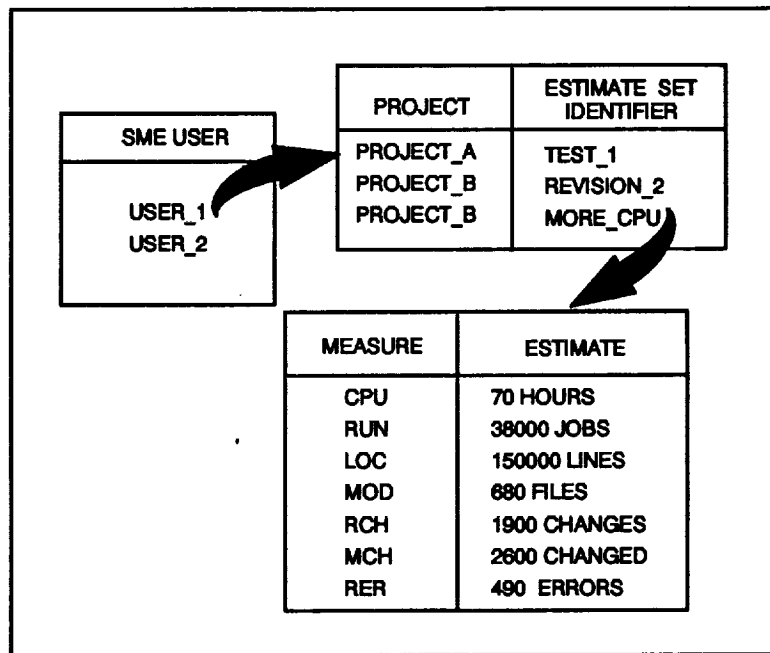 SME USER
USER_1
USER_2
PROJECT ESTIMATE SET IDENTIFIER
PROJECT_A TEST_1
PROJECT_B REVISION_2
PROJECT_B MORE_CPU
MEASURE ESTIMATE
CPU 70 HOURS
RUN 38000 JOBS
LOC 150000 LINES
MOD 680 FILES
RCH 1900 CHANGES
MCH 2600 CHANGED
RER 490 ERRORS